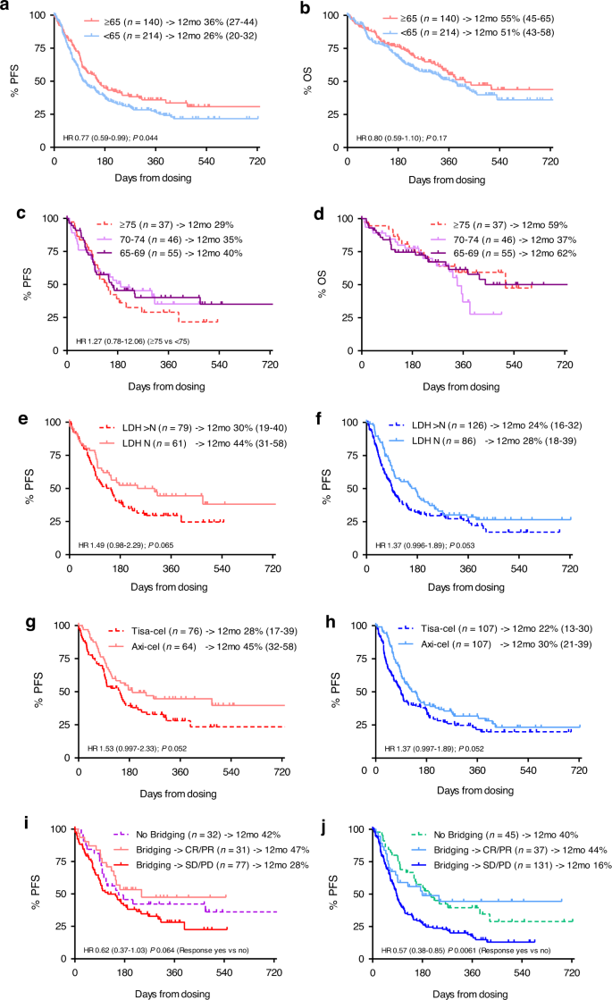 a
≥65 (n = 140) -> 12mo 36% (27-44)
<65 (n = 214) -> 12mo 26% (20-32)
100
75
50
25
0
% PFS
HR 0.77 (0.59-0.99); P 0.044
0 180 360 540 720
Days from dosing
b
≥65 (n = 140) -> 12mo 55% (45-65)
<65 (n = 214) -> 12mo 51% (43-58)
100
75
50
25
0
% OS
HR 0.80 (0.59-1.10); P 0.17
0 180 360 540 720
Days from dosing
c
≥75 (n = 37) -> 12mo 29%
70-74 (n = 46) -> 12mo 35%
65-69 (n = 55) -> 12mo 40%
100
75
50
25
0
% PFS
HR 1.27 (0.78-12.06) (≥75 vs <75)
0 180 360 540 720
Days from dosing
d
≥75 (n = 37) -> 12mo 59%
70-74 (n = 46) -> 12mo 37%
65-69 (n = 55) -> 12mo 62%
100
75
50
25
0
% OS
0 180 360 540 720
Days from dosing
e
LDH >N (n = 79) -> 12mo 30% (19-40)
LDH N (n = 61) -> 12mo 44% (31-58)
100
75
50
25
0
% PFS
HR 1.49 (0.98-2.29); P 0.065
0 180 360 540 720
Days from dosing
f
LDH >N (n = 126) -> 12mo 24% (16-32)
LDH N (n = 86) -> 12mo 28% (18-39)
100
75
50
25
0
% PFS
HR 1.37 (0.996-1.89); P 0.053
0 180 360 540 720
Days from dosing
g
Tisa-cel (n = 76) -> 12mo 28% (17-39)
Axi-cel (n = 64) -> 12mo 45% (32-58)
100
75
50
25
0
% PFS
HR 1.53 (0.997-2.33); P 0.052
0 180 360 540 720
Days from dosing
h
Tisa-cel (n = 107) -> 12mo 22% (13-30)
Axi-cel (n = 107) -> 12mo 30% (21-39)
100
75
50
25
0
% PFS
HR 1.37 (0.997-1.89); P 0.052
0 180 360 540 720
Days from dosing
i
No Bridging (n = 32) -> 12mo 42%
Bridging -> CR/PR (n = 31) -> 12mo 47%
Bridging -> SD/PD (n = 77) -> 12mo 28%
100
75
50
25
0
% PFS
HR 0.62 (0.37-1.03) P 0.064 (Response yes vs no)
0 180 360 540 720
Days from dosing
j
No Bridging (n = 45) -> 12mo 40%
Bridging -> CR/PR (n = 37) -> 12mo 44%
Bridging -> SD/PD (n = 131) -> 12mo 16%
100
75
50
25
0
% PFS
HR 0.57 (0.38-0.85) P 0.0061 (Response yes vs no)
0 180 360 540 720
Days from dosing